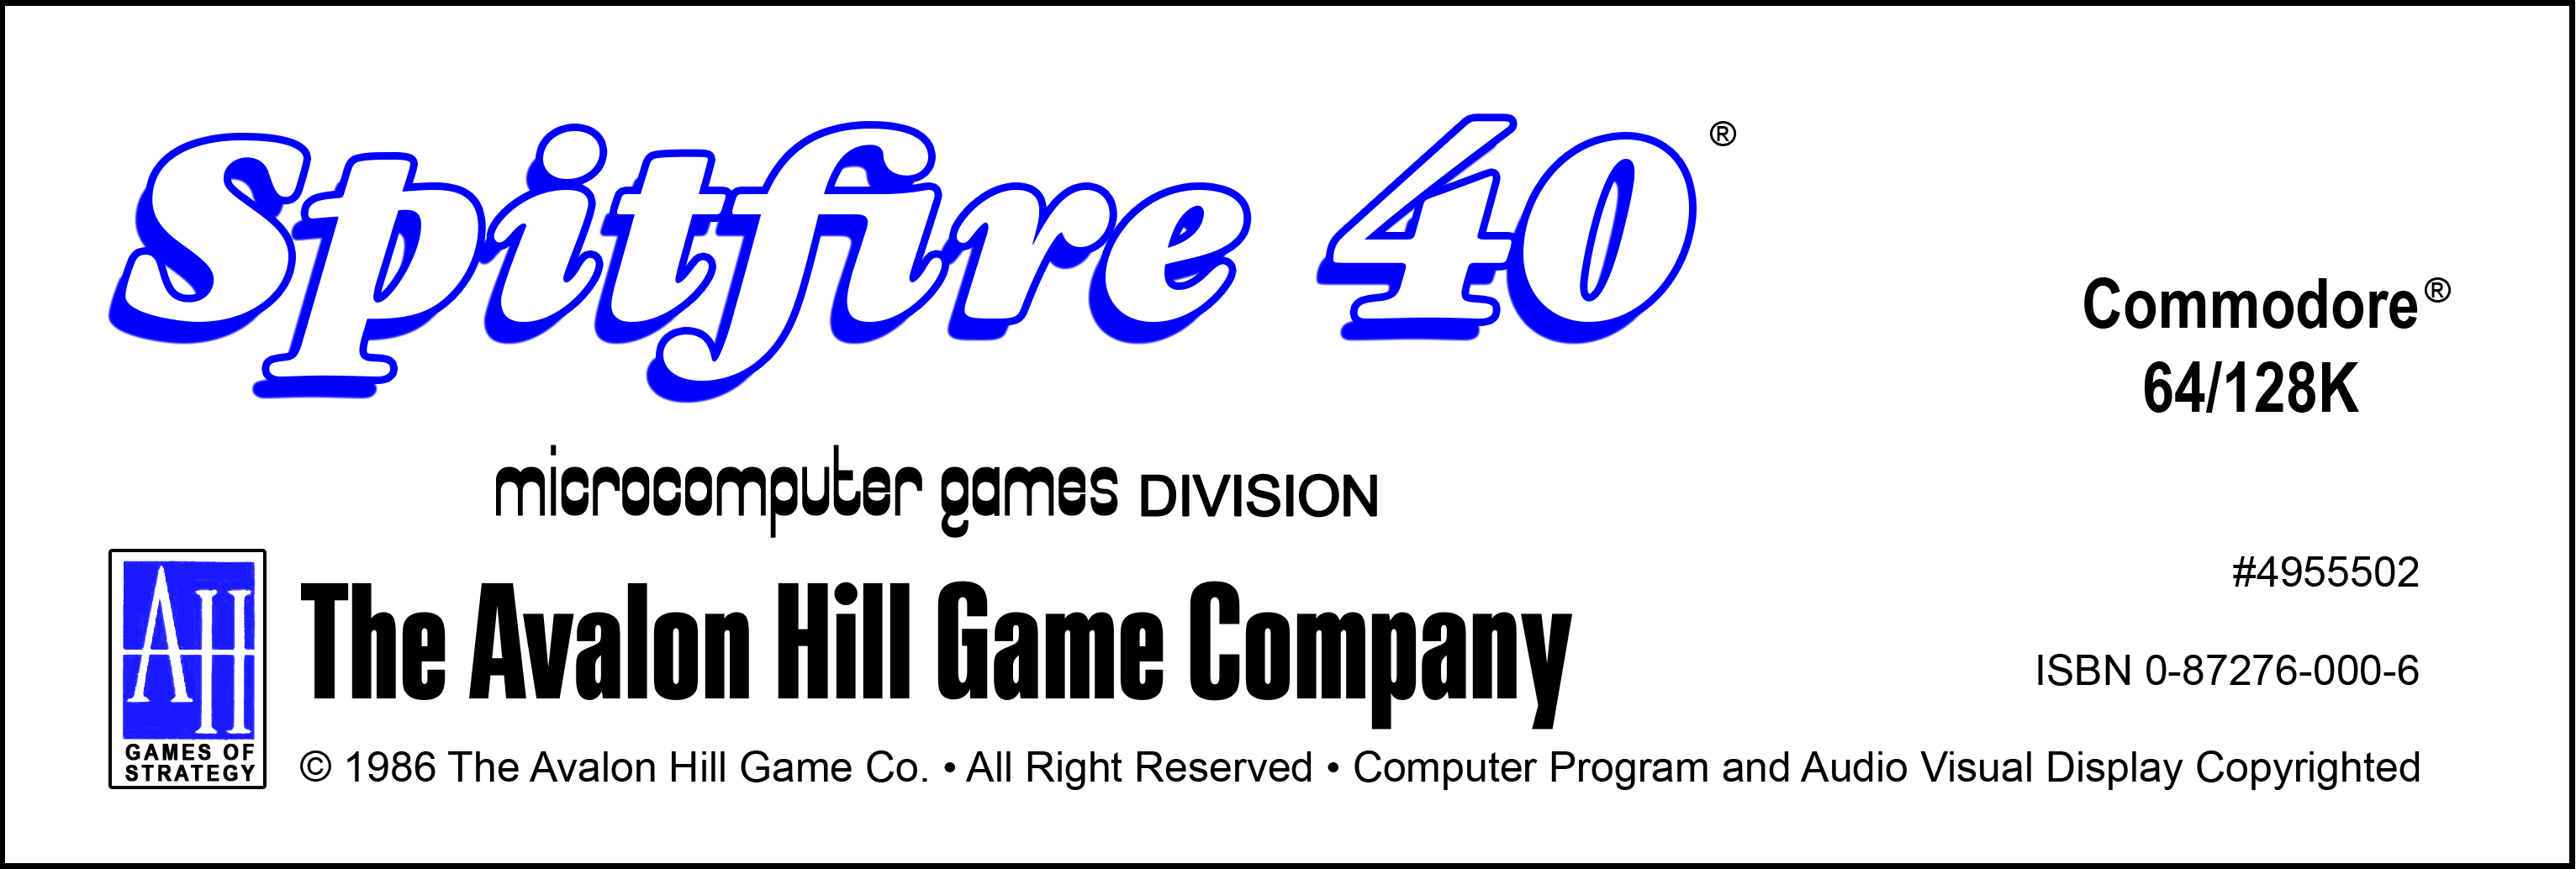 Spitfire 40®
Commodore®
64/128K
microcomputer games DIVISION
#4955502
AH
The Avalon Hill Game Company
ISBN 0-87276-000-6
GAMES OF
STRATEGY
© 1986 The Avalon Hill Game Co. • All Right Reserved • Computer Program and Audio Visual Display Copyrighted